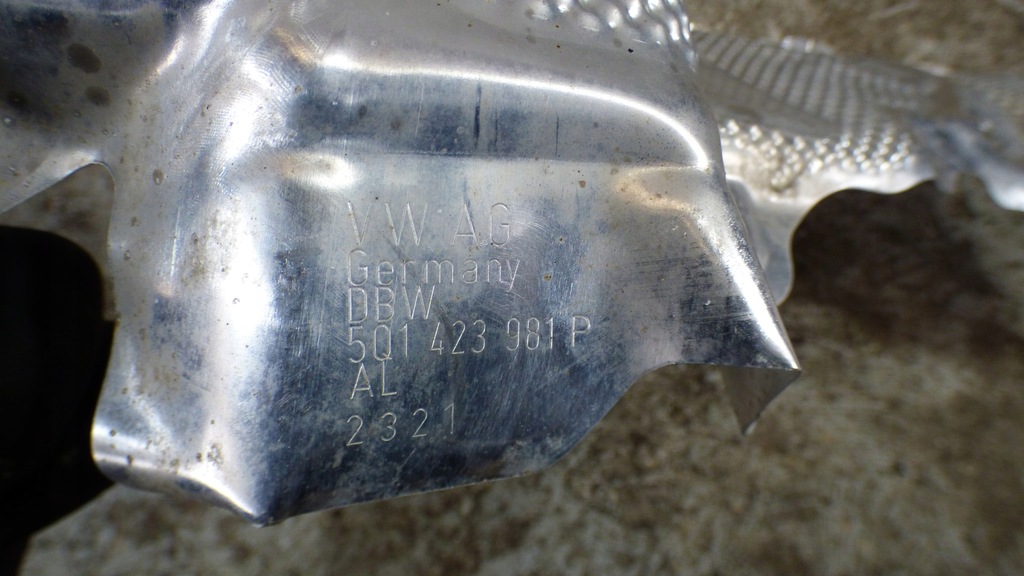 VW AG
Germany
DBW
5Q1 423 981 P
AL
2321